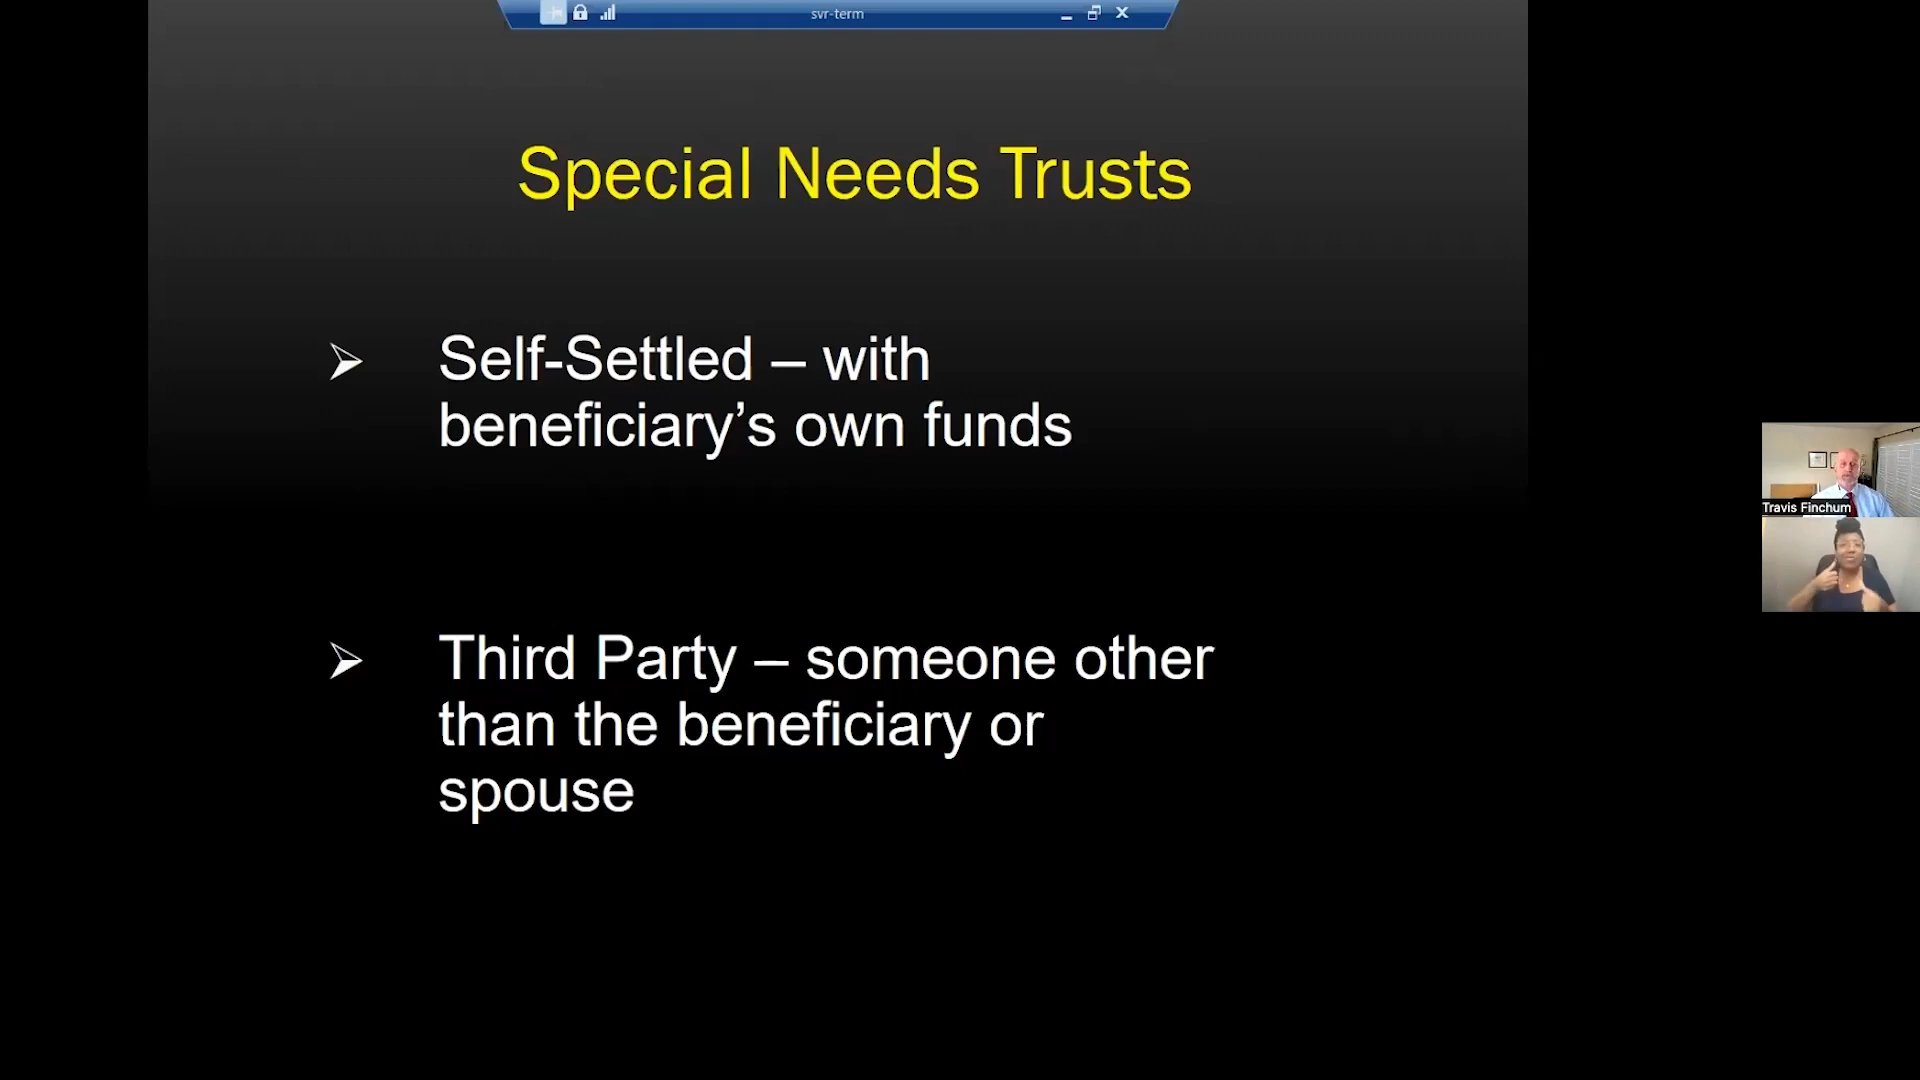 svr-term
Special Needs Trusts
Self-Settled – with
beneficiary’s own funds
Third Party – someone other
than the beneficiary or
spouse
Travis Finchum